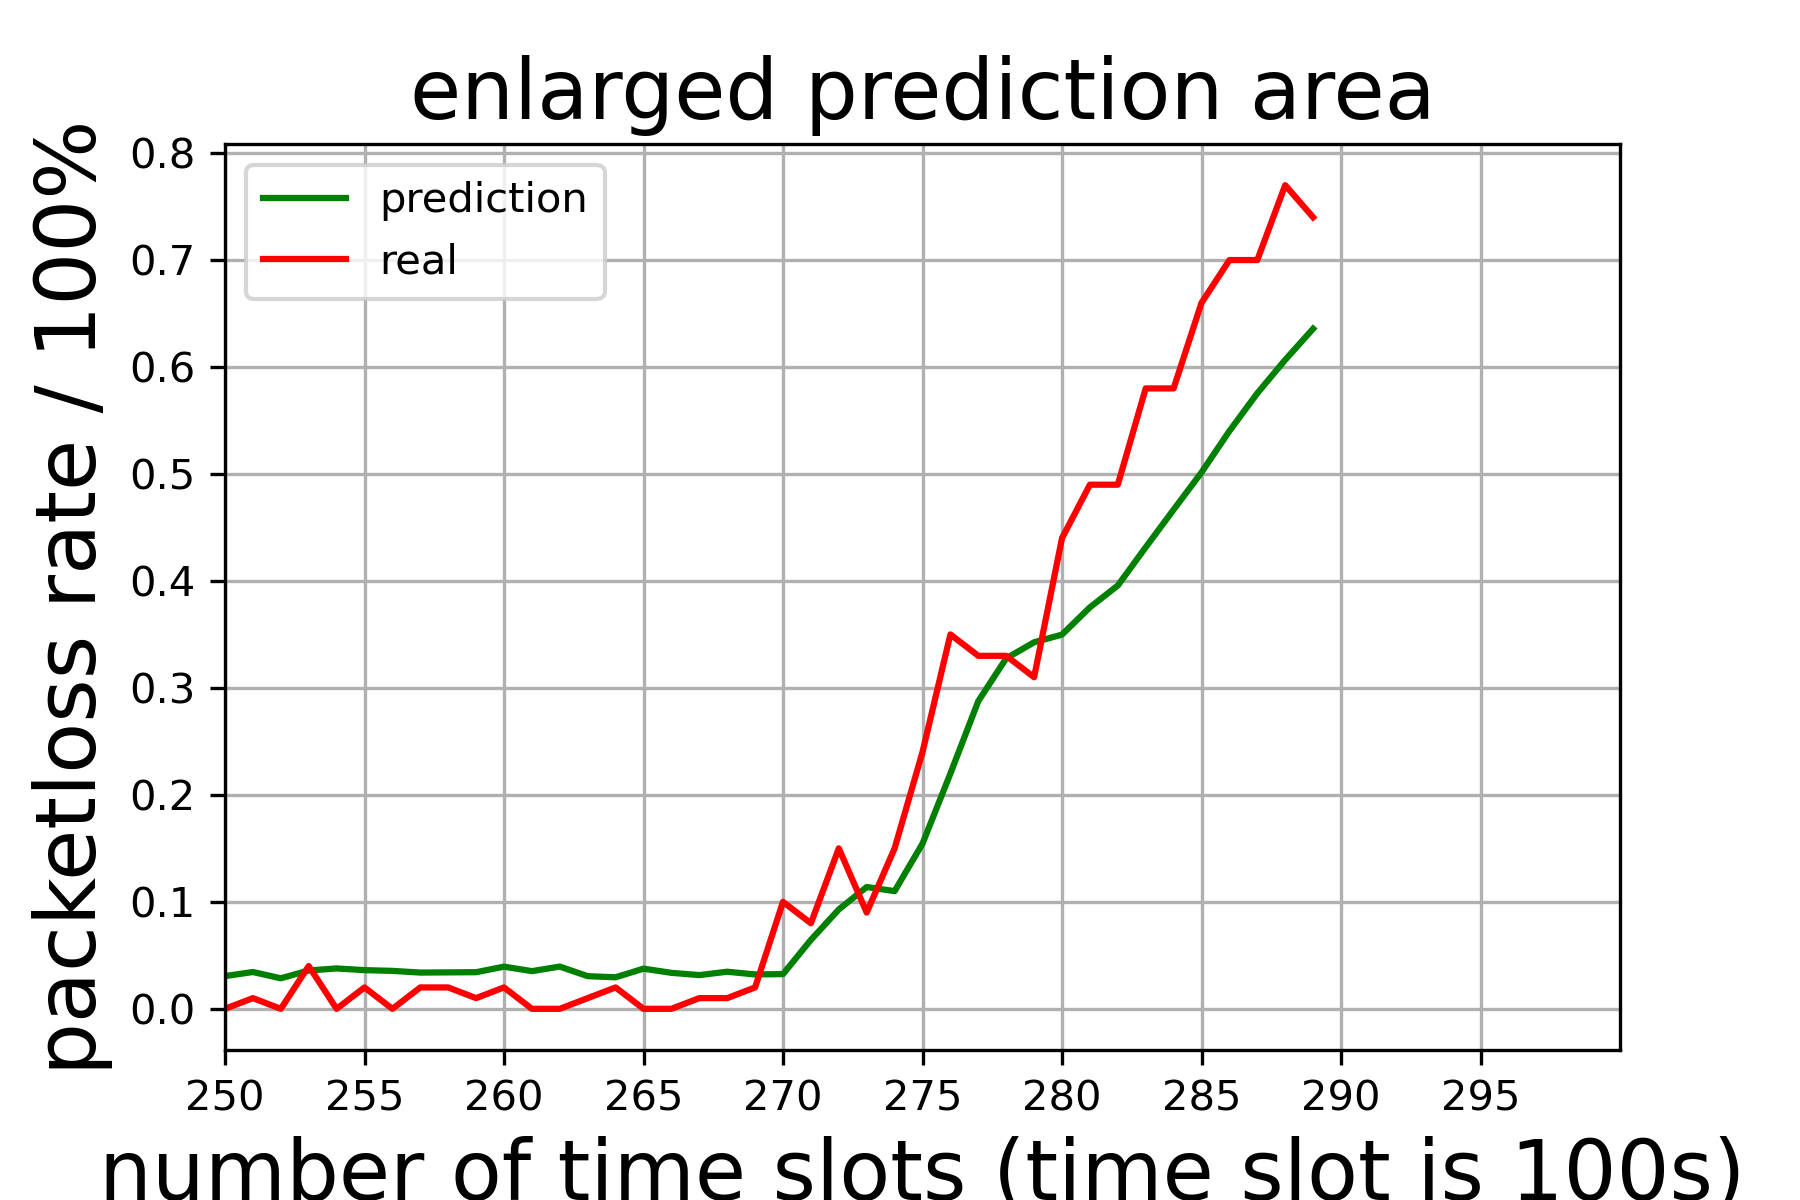 enlarged prediction area
packetloss rate / 100%
0.8
0.7
0.6
0.5
0.4
0.3
0.2
0.1
0.0
prediction
real
250 255 260 265 270 275 280 285 290 295
number of time slots (time slot is 100s)